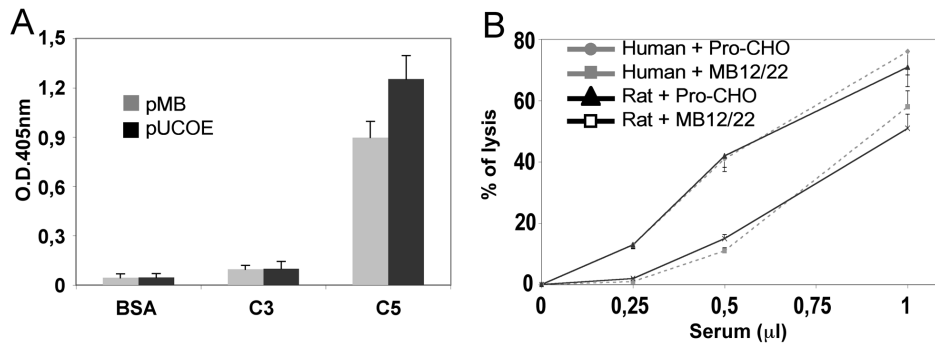 A
1,5
1.2
0,9
0,6
0,3
0
O.D.405nm
pMB
pUCOE
BSA
C3
C5
B
80
60
40
20
0
% of lysis
Human + Pro-CHO
Human + MB12/22
Rat + Pro-CHO
Rat + MB12/22
0
0,25
0,5
0,75
1
Serum (µl)